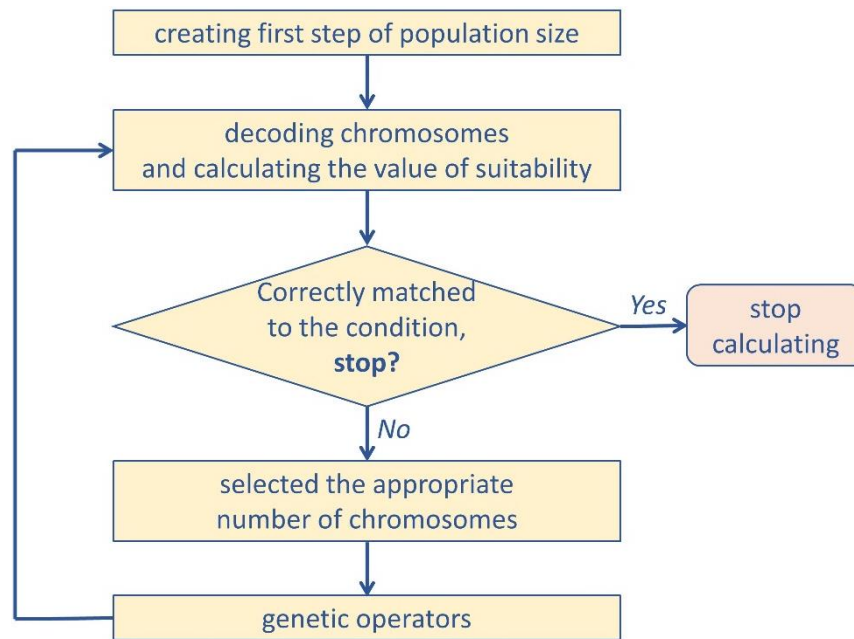 creating first step of population size
decoding chromosomes
and calculating the value of suitability
Correctly matched
to the condition,
stop?
Yes
stop
calculating
No
selected the appropriate
number of chromosomes
genetic operators